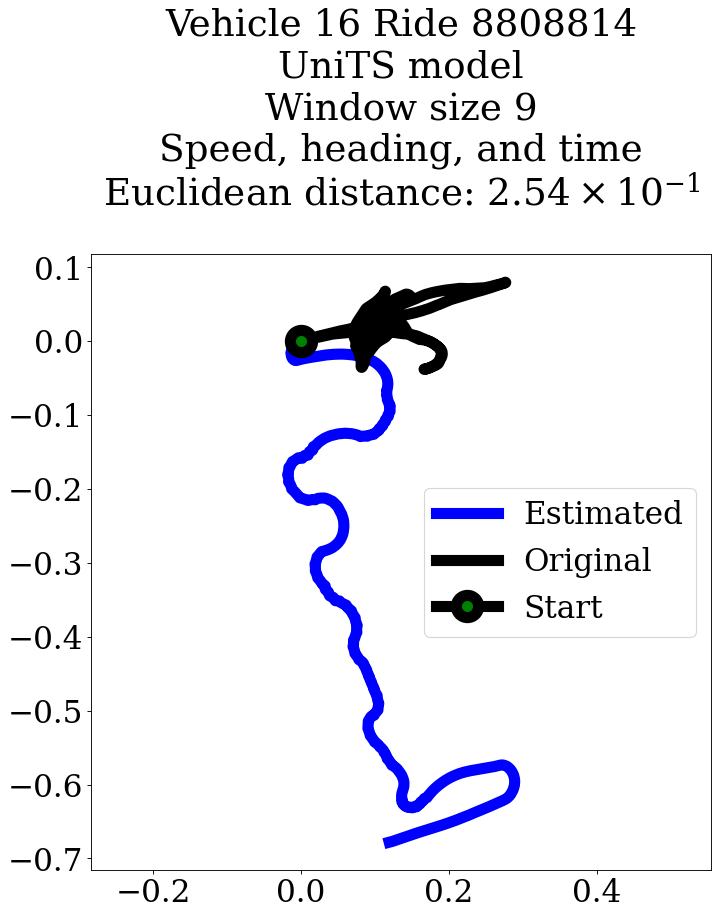 Vehicle 16 Ride 8808814
UniTS model
Window size 9
Speed, heading, and time
Euclidean distance: 2.54 × 10⁻¹
0.1
0.0
−0.1
−0.2
−0.3
−0.4
−0.5
−0.6
−0.7
Estimated
Original
Start
−0.2 0.0 0.2 0.4